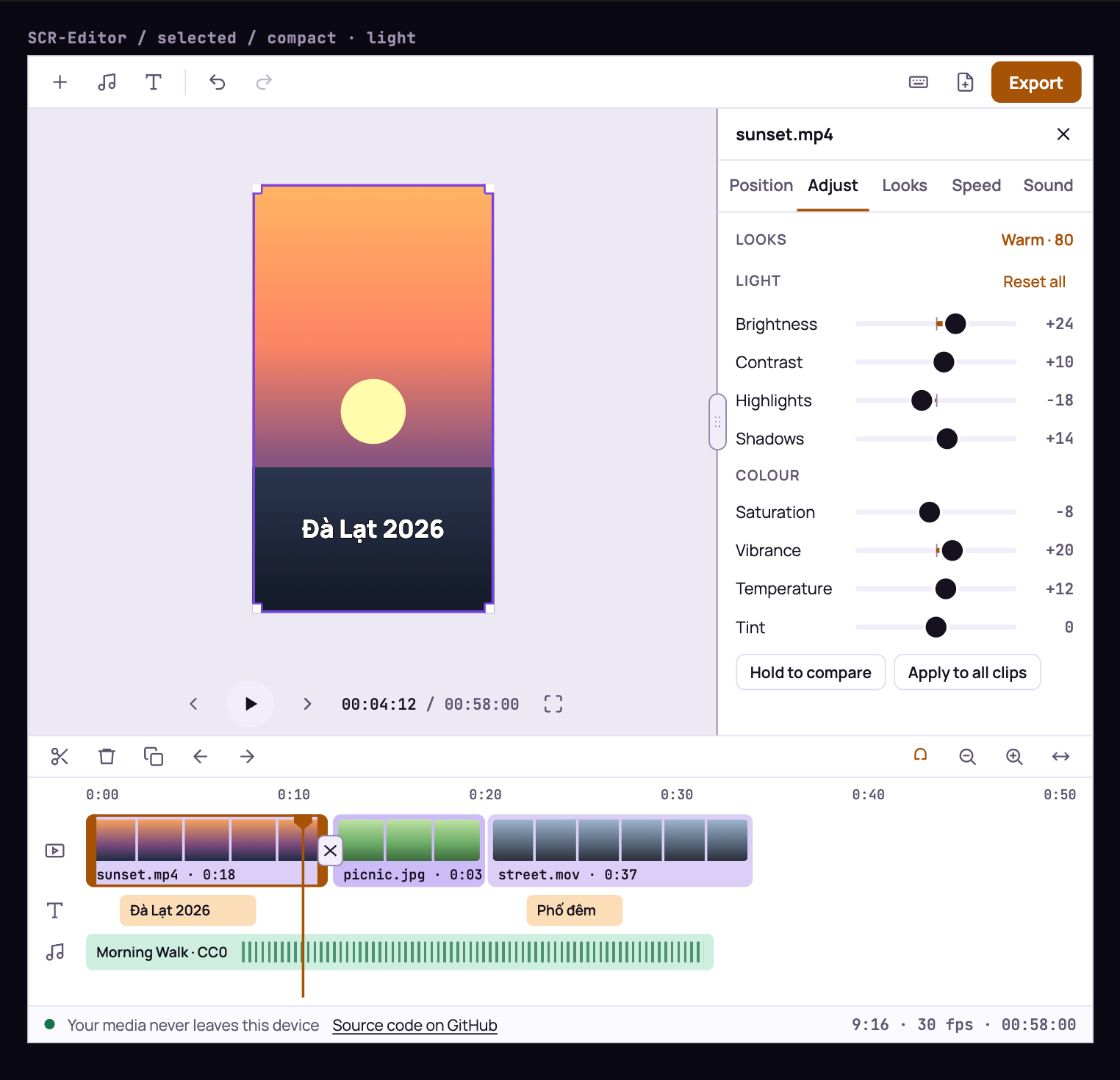 SCR-Editor / selected / compact · light
Export
sunset.mp4
Position Adjust Looks Speed Sound
LOOKS Warm · 80
LIGHT Reset all
Brightness +24
Contrast +10
Highlights -18
Shadows +14
COLOUR
Saturation -8
Vibrance +20
Temperature +12
Tint 0
Hold to compare Apply to all clips
Đà Lạt 2026
00:04:12 / 00:58:00
0:00 0:10 0:20 0:30 0:40 0:50
sunset.mp4 · 0:18 picnic.jpg · 0:03 street.mov · 0:37
Đà Lạt 2026 Phố đêm
Morning Walk · CC0
Your media never leaves this device Source code on GitHub 9:16 · 30 fps · 00:58:00